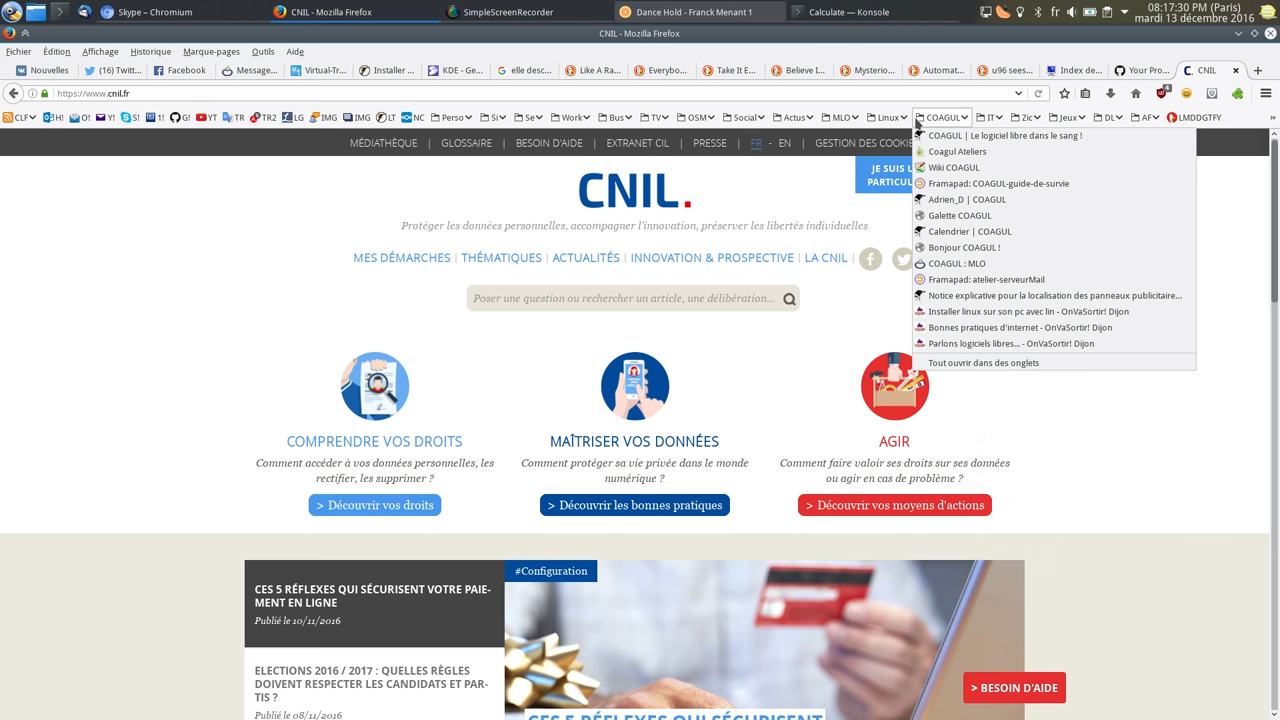 Skype – Chromium
CNIL - Mozilla Firefox
SimpleScreenRecorder
Dance Hold - Franck Menant 1
Calculate — Konsole
fr
08:17:30 PM (Paris)
mardi 13 décembre 2016
CNIL - Mozilla Firefox
Fichier Édition Affichage Historique Marque-pages Outils Aide
Nouvelles
(16) Twitt...
Facebook
Message...
Virtual-Tr...
Installer ...
KDE - Ge...
elle desc...
Like A Ra...
Everybo...
Take It E...
Believe I...
Mysterio...
Automat...
u96 sees...
Index de...
Your Pro...
CNIL
https://www.cnil.fr
4
CLF H! O! Y! S! 1! G! YT TR TR2 LG IMG IMG LT NC Perso Si Se Work Bus TV OSM Social Actus MLO Linux COAGUL IT Zic Jeux DL AF LMDDGTFY
COAGUL | Le logiciel libre dans le sang !
Coagul Ateliers
Wiki COAGUL
Framapad: COAGUL-guide-de-survie
Adrien_D | COAGUL
Galette COAGUL
Calendrier | COAGUL
Bonjour COAGUL !
COAGUL : MLO
Framapad: atelier-serveurMail
Notice explicative pour la localisation des panneaux publicitaire...
Installer linux sur son pc avec lin - OnVaSortir! Dijon
Bonnes pratiques d'internet - OnVaSortir! Dijon
Parlons logiciels libres... - OnVaSortir! Dijon
Tout ouvrir dans des onglets
MÉDIATHÈQUE | GLOSSAIRE | BESOIN D'AIDE | EXTRANET CIL | PRESSE | FR - EN | GESTION DES COOKIE
JE SUIS U
PARTICUL
CNIL.
Protéger les données personnelles, accompagner l'innovation, préserver les libertés individuelles
MES DÉMARCHES | THÉMATIQUES | ACTUALITÉS | INNOVATION & PROSPECTIVE | LA CNIL |
Poser une question ou rechercher un article, une délibération...
COMPRENDRE VOS DROITS
Comment accéder à vos données personnelles, les
rectifier, les supprimer ?
> Découvrir vos droits
MAÎTRISER VOS DONNÉES
Comment protéger sa vie privée dans le monde
numérique ?
> Découvrir les bonnes pratiques
AGIR
Comment faire valoir ses droits sur ses données
ou agir en cas de problème ?
> Découvrir vos moyens d'actions
CES 5 RÉFLEXES QUI SÉCURISENT VOTRE PAIE-
MENT EN LIGNE
Publié le 10/11/2016
ELECTIONS 2016 / 2017 : QUELLES RÈGLES
DOIVENT RESPECTER LES CANDIDATS ET PAR-
TIS ?
Publié le 08/11/2016
#Configuration
CES 5 RÉFLEXES QUI SÉCURISENT
> BESOIN D'AIDE